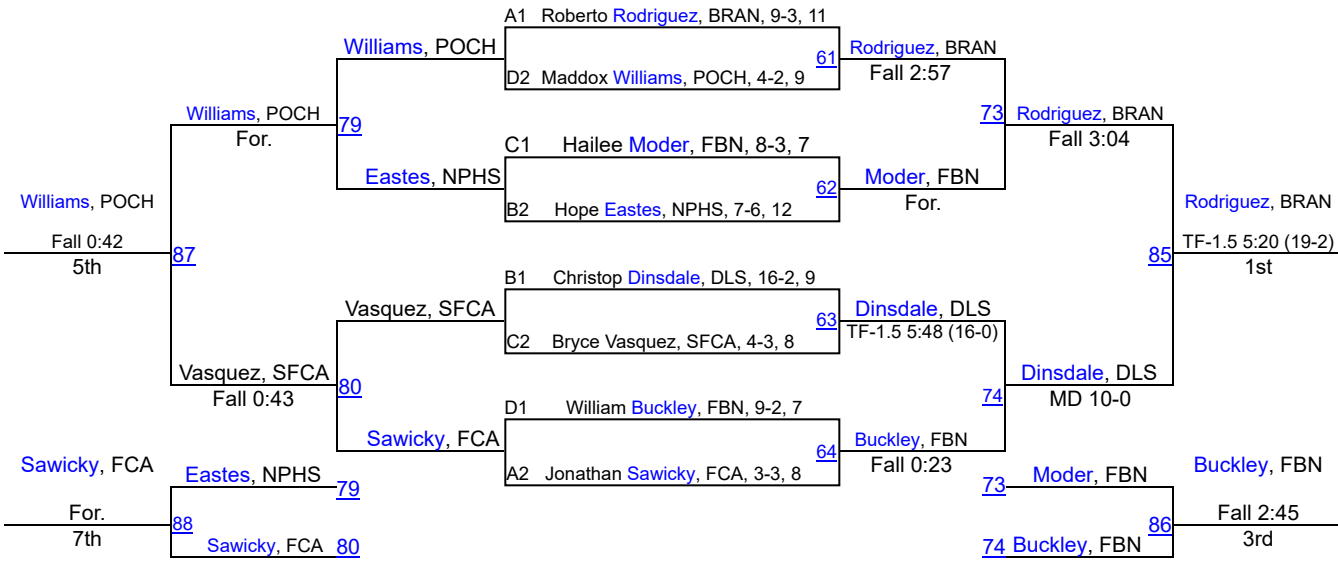 A1 Roberto Rodriguez, BRAN, 9-3, 11
Williams, POCH
61
Rodriguez, BRAN
Fall 2:57
D2 Maddox Williams, POCH, 4-2, 9
Williams, POCH
For.
79
73
Rodriguez, BRAN
Fall 3:04
C1 Hailee Moder, FBN, 8-3, 7
Eastes, NPHS
62
Moder, FBN
For.
B2 Hope Eastes, NPHS, 7-6, 12
Williams, POCH
Fall 0:42
5th
87
Rodriguez, BRAN
85
TF-1.5 5:20 (19-2)
1st
B1 Christop Dinsdale, DLS, 16-2, 9
Vasquez, SFCA
63
Dinsdale, DLS
TF-1.5 5:48 (16-0)
C2 Bryce Vasquez, SFCA, 4-3, 8
Vasquez, SFCA
Fall 0:43
80
74
Dinsdale, DLS
MD 10-0
D1 William Buckley, FBN, 9-2, 7
Sawicky, FCA
64
Buckley, FBN
Fall 0:23
A2 Jonathan Sawicky, FCA, 3-3, 8
Sawicky, FCA
Eastes, NPHS
79
For.
7th
88
Sawicky, FCA 80
73
Moder, FBN
Buckley, FBN
86
Fall 2:45
3rd
74 Buckley, FBN